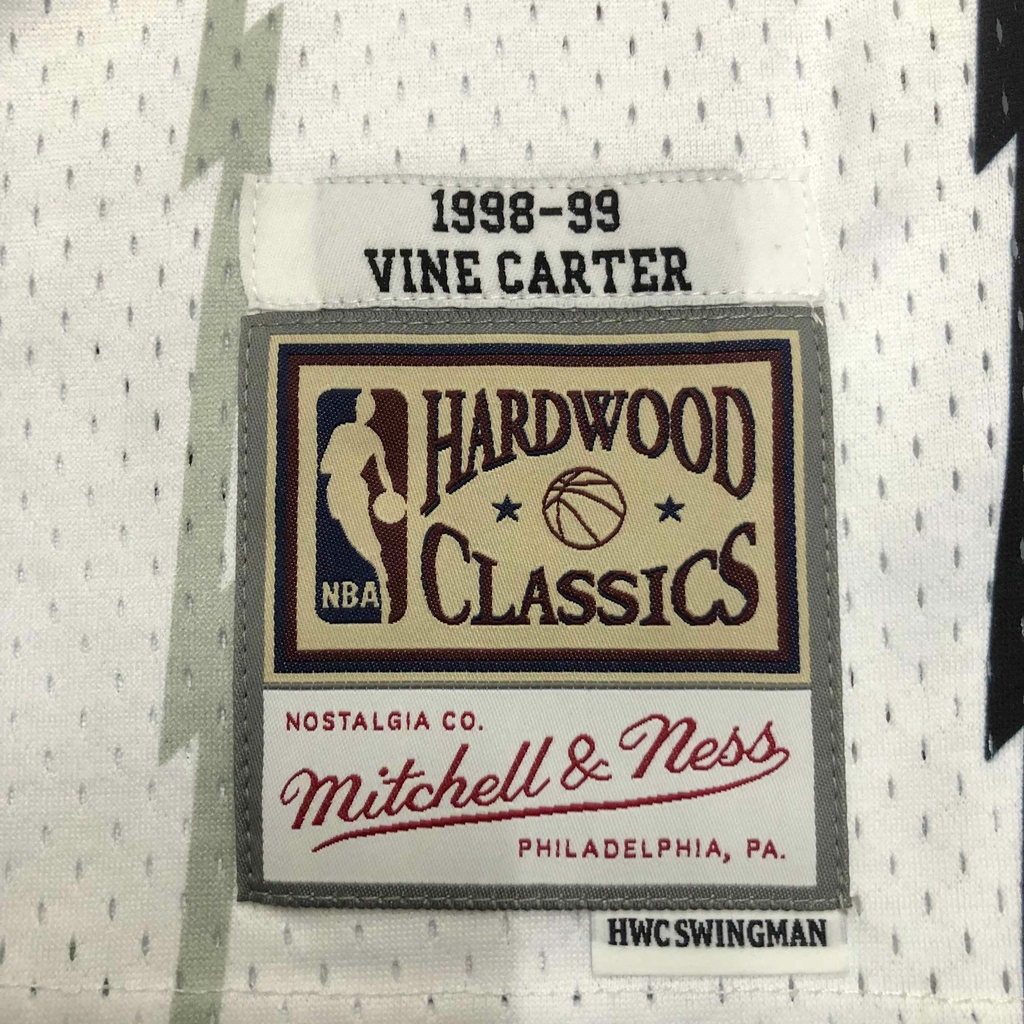 1998-99
VINE CARTER
HARDWOOD
CLASSICS
NBA
NOSTALGIA CO.
Mitchell & Ness
PHILADELPHIA, PA.
HWC SWINGMAN